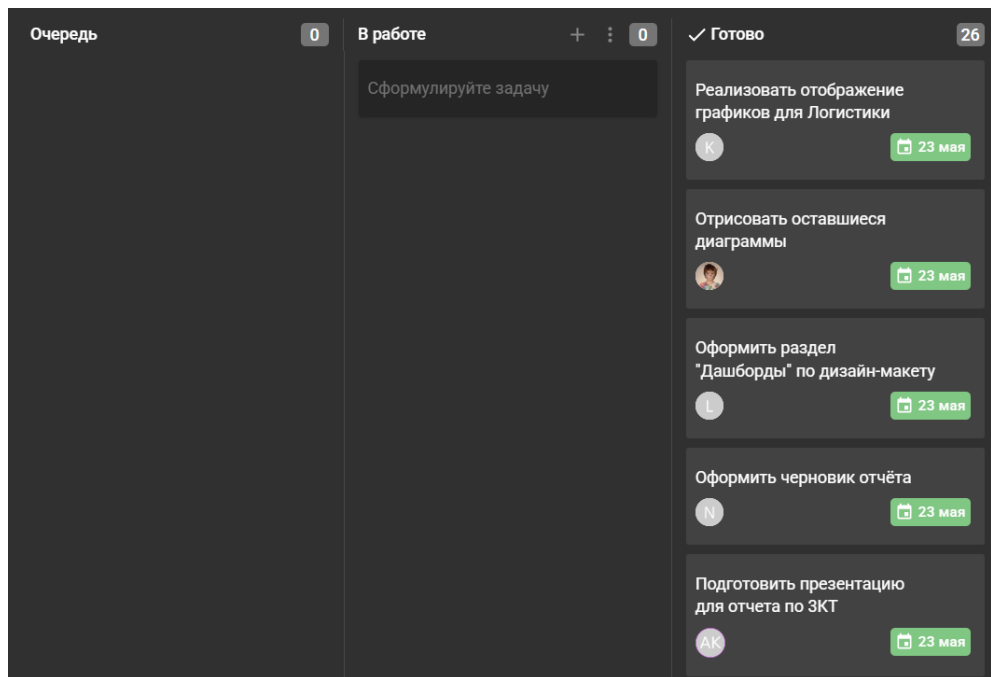 Очередь 0
В работе + 0
Готово 26
Сформулируйте задачу
Реализовать отображение
графиков для Логистики
K 23 мая
Отрисовать оставшиеся
диаграммы
23 мая
Оформить раздел
"Дашборды" по дизайн-макету
L 23 мая
Оформить черновик отчёта
N 23 мая
Подготовить презентацию
для отчета по ЗКТ
AK 23 мая